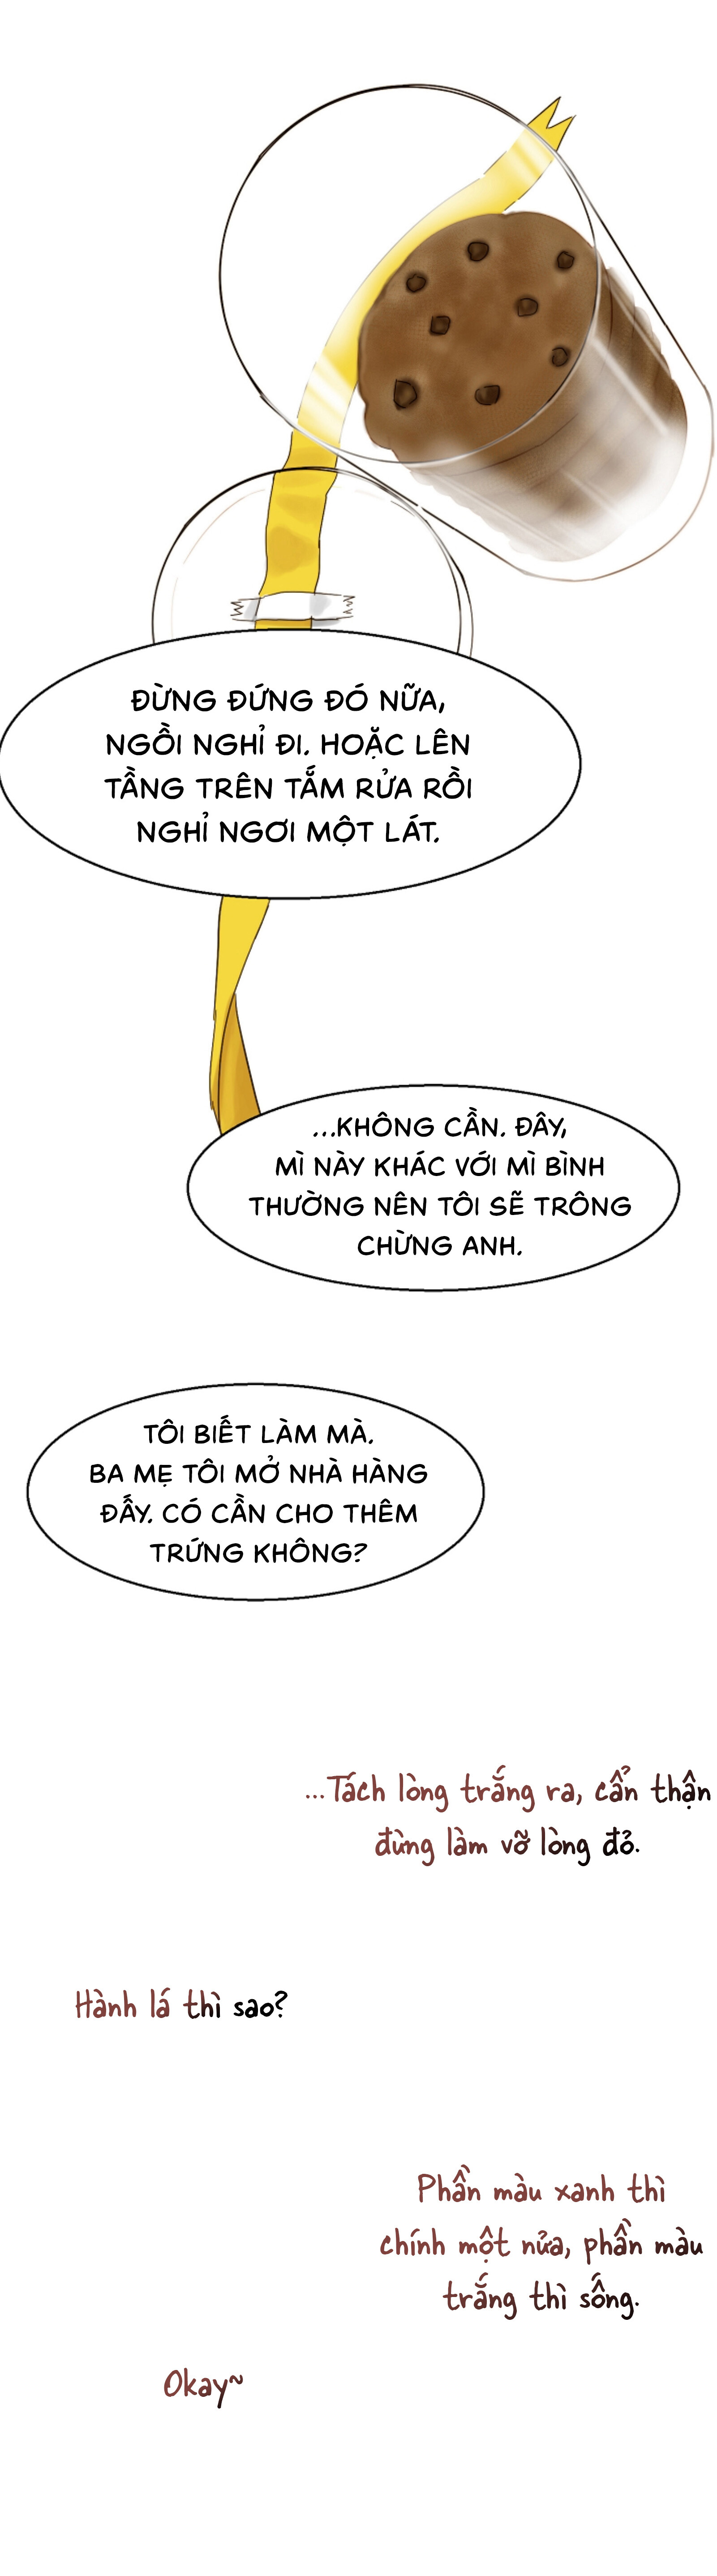 ĐỪNG ĐỨNG ĐÓ NỮA,
NGỒI NGHỈ ĐI. HOẶC LÊN
TẦNG TRÊN TẮM RỬA RỒI
NGHỈ NGƠI MỘT LÁT.
...KHÔNG CẦN. ĐÂY,
MÌ NÀY KHÁC VỚI MÌ BÌNH
THƯỜNG NÊN TÔI SẼ TRÔNG
CHỪNG ANH.
TÔI BIẾT LÀM MÀ.
BA MẸ TÔI MỞ NHÀ HÀNG
ĐẤY. CÓ CẦN CHO THÊM
TRỨNG KHÔNG?
...Tách lòng trắng ra, cẩn thận
đừng làm vỡ lòng đỏ.
Hành lá thì sao?
Phần màu xanh thì
chính một nửa, phần màu
trắng thì sống.
Okay~